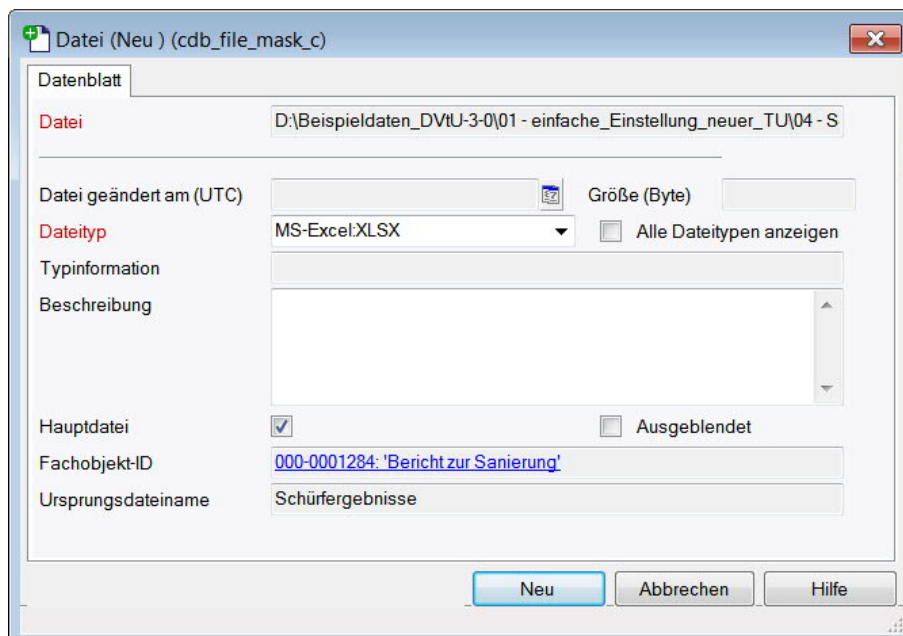 Datei (Neu ) (cdb_file_mask_c)
Datenblatt
Datei D:\Beispieldaten_DVtU-3-0\01 - einfache_Einstellung_neuer_TU\04 - S
Datei geändert am (UTC) Größe (Byte)
Dateityp MS-Excel:XLSX Alle Dateitypen anzeigen
Typinformation
Beschreibung
Hauptdatei Ausgeblendet
Fachobjekt-ID 000-0001284: 'Bericht zur Sanierung'
Ursprungsdateiname Schürfergebnisse
Neu Abbrechen Hilfe